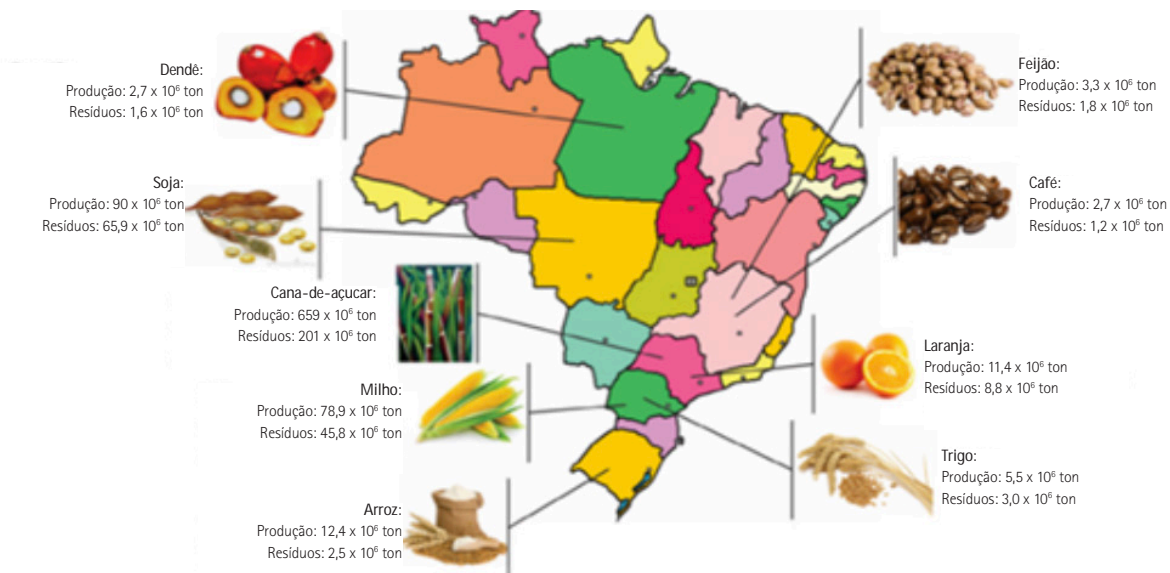 Dendê:
Produção: 2,7 x 10⁶ ton
Resíduos: 1,6 x 10⁶ ton
Soja:
Produção: 90 x 10⁶ ton
Resíduos: 65,9 x 10⁶ ton
Cana-de-açucar:
Produção: 659 x 10⁶ ton
Resíduos: 201 x 10⁶ ton
Milho:
Produção: 78,9 x 10⁶ ton
Resíduos: 45,8 x 10⁶ ton
Arroz:
Produção: 12,4 x 10⁶ ton
Resíduos: 2,5 x 10⁶ ton
Feijão:
Produção: 3,3 x 10⁶ ton
Resíduos: 1,8 x 10⁶ ton
Café:
Produção: 2,7 x 10⁶ ton
Resíduos: 1,2 x 10⁶ ton
Laranja:
Produção: 11,4 x 10⁶ ton
Resíduos: 8,8 x 10⁶ ton
Trigo:
Produção: 5,5 x 10⁶ ton
Resíduos: 3,0 x 10⁶ ton